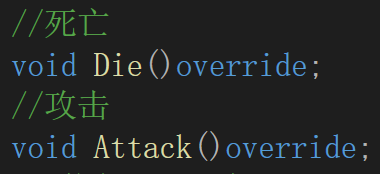 //死亡
void Die()override;
//攻击
void Attack()override;